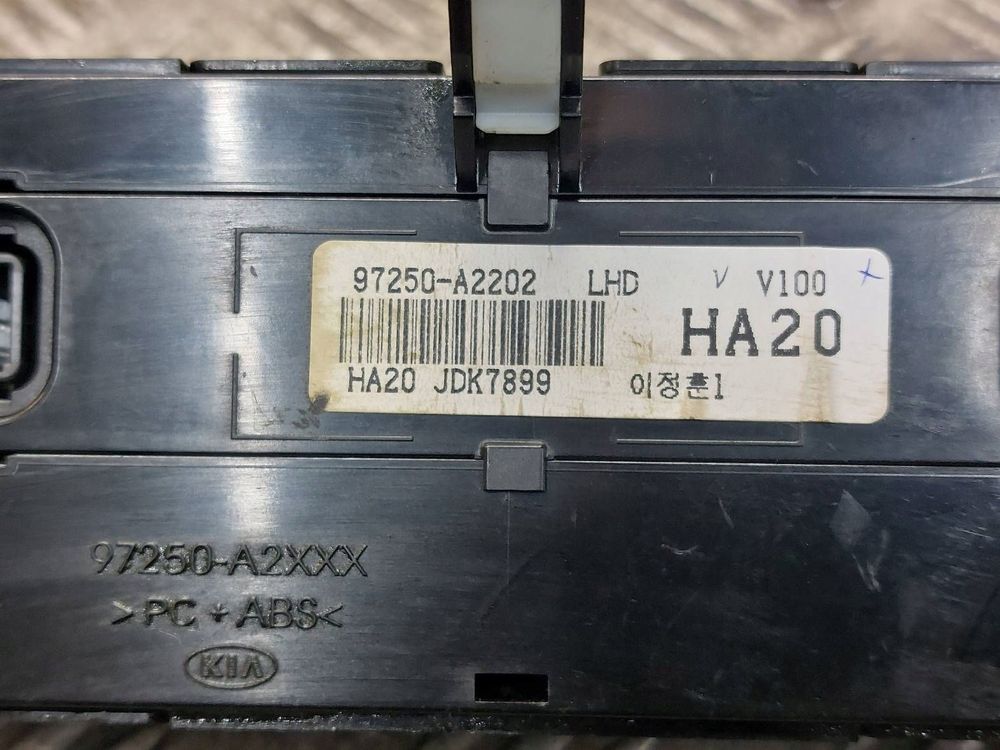 97250-A2202 LHD V V100
HA20
HA20 JDK7899 이정훈1
97250-A2XXX
>PC + ABS<
KIA